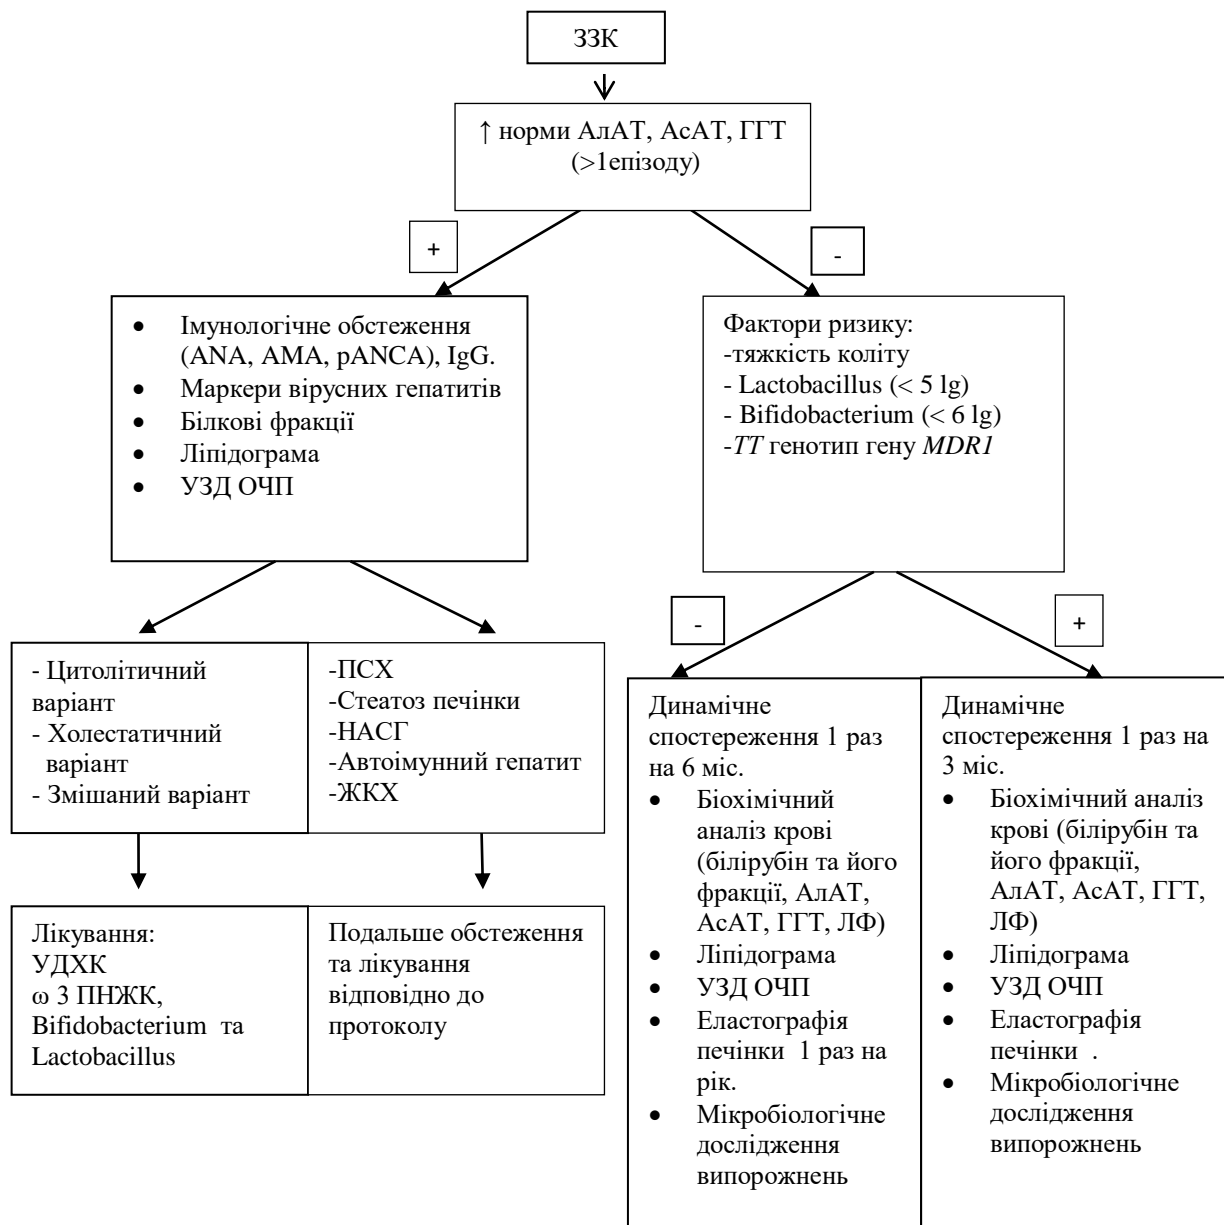 ЗЗК
↑ норми АлАТ, АсАТ, ГГТ
(>1епізоду)
+
-
• Імунологічне обстеження
(ANA, AMA, pANCA), IgG.
• Маркери вірусних гепатитів
• Білкові фракції
• Ліпідограма
• УЗД ОЧП
Фактори ризику:
-тяжкість коліту
- Lactobacillus (< 5 lg)
- Bifidobacterium (< 6 lg)
-TT генотип гену MDR1
-
+
- Цитолітичний
варіант
- Холестатичний
варіант
- Змішаний варіант
-ПСХ
-Стеатоз печінки
-НАСГ
-Автоімунний гепатит
-ЖКХ
Лікування:
УДХК
ω 3 ПНЖК,
Bifidobacterium та
Lactobacillus
Подальше обстеження
та лікування
відповідно до
протоколу
Динамічне
спостереження 1 раз
на 6 міс.
• Біохімічний
аналіз крові
(білірубін та його
фракції, АлАТ,
АсАТ, ГГТ, ЛФ)
• Ліпідограма
• УЗД ОЧП
• Еластографія
печінки 1 раз на
рік.
• Мікробіологічне
дослідження
випорожнень
Динамічне
спостереження 1 раз на
3 міс.
• Біохімічний аналіз
крові (білірубін та
його фракції,
АлАТ, АсАТ, ГГТ,
ЛФ)
• Ліпідограма
• УЗД ОЧП
• Еластографія
печінки .
• Мікробіологічне
дослідження
випорожнень